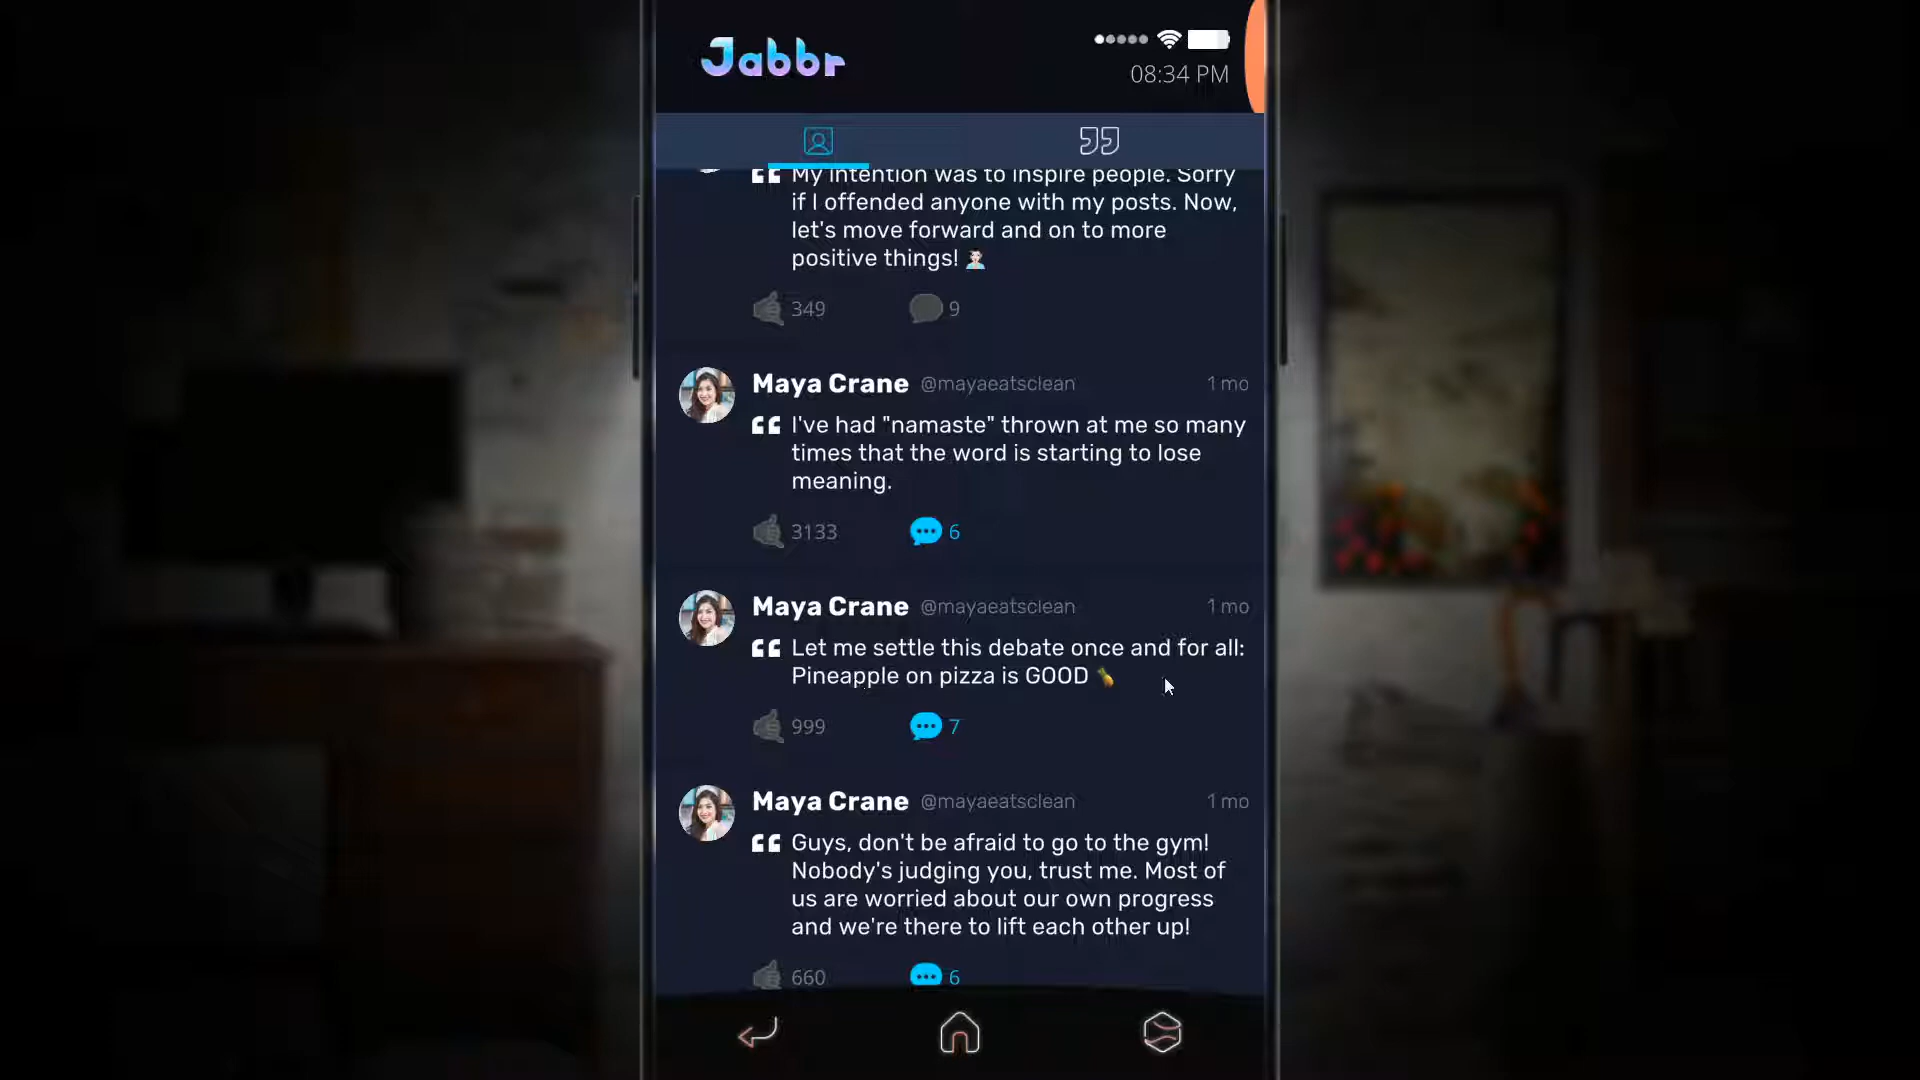 Jabbr
08:34 PM
My intention was to inspire people. Sorry
if I offended anyone with my posts. Now,
let's move forward and on to more
positive things! 
349 9
Maya Crane @mayaeatsclean 1 mo
I've had "namaste" thrown at me so many
times that the word is starting to lose
meaning.
3133 6
Maya Crane @mayaeatsclean 1 mo
Let me settle this debate once and for all:
Pineapple on pizza is GOOD 🍍
999 7
Maya Crane @mayaeatsclean 1 mo
Guys, don't be afraid to go to the gym!
Nobody's judging you, trust me. Most of
us are worried about our own progress
and we're there to lift each other up!
660 6